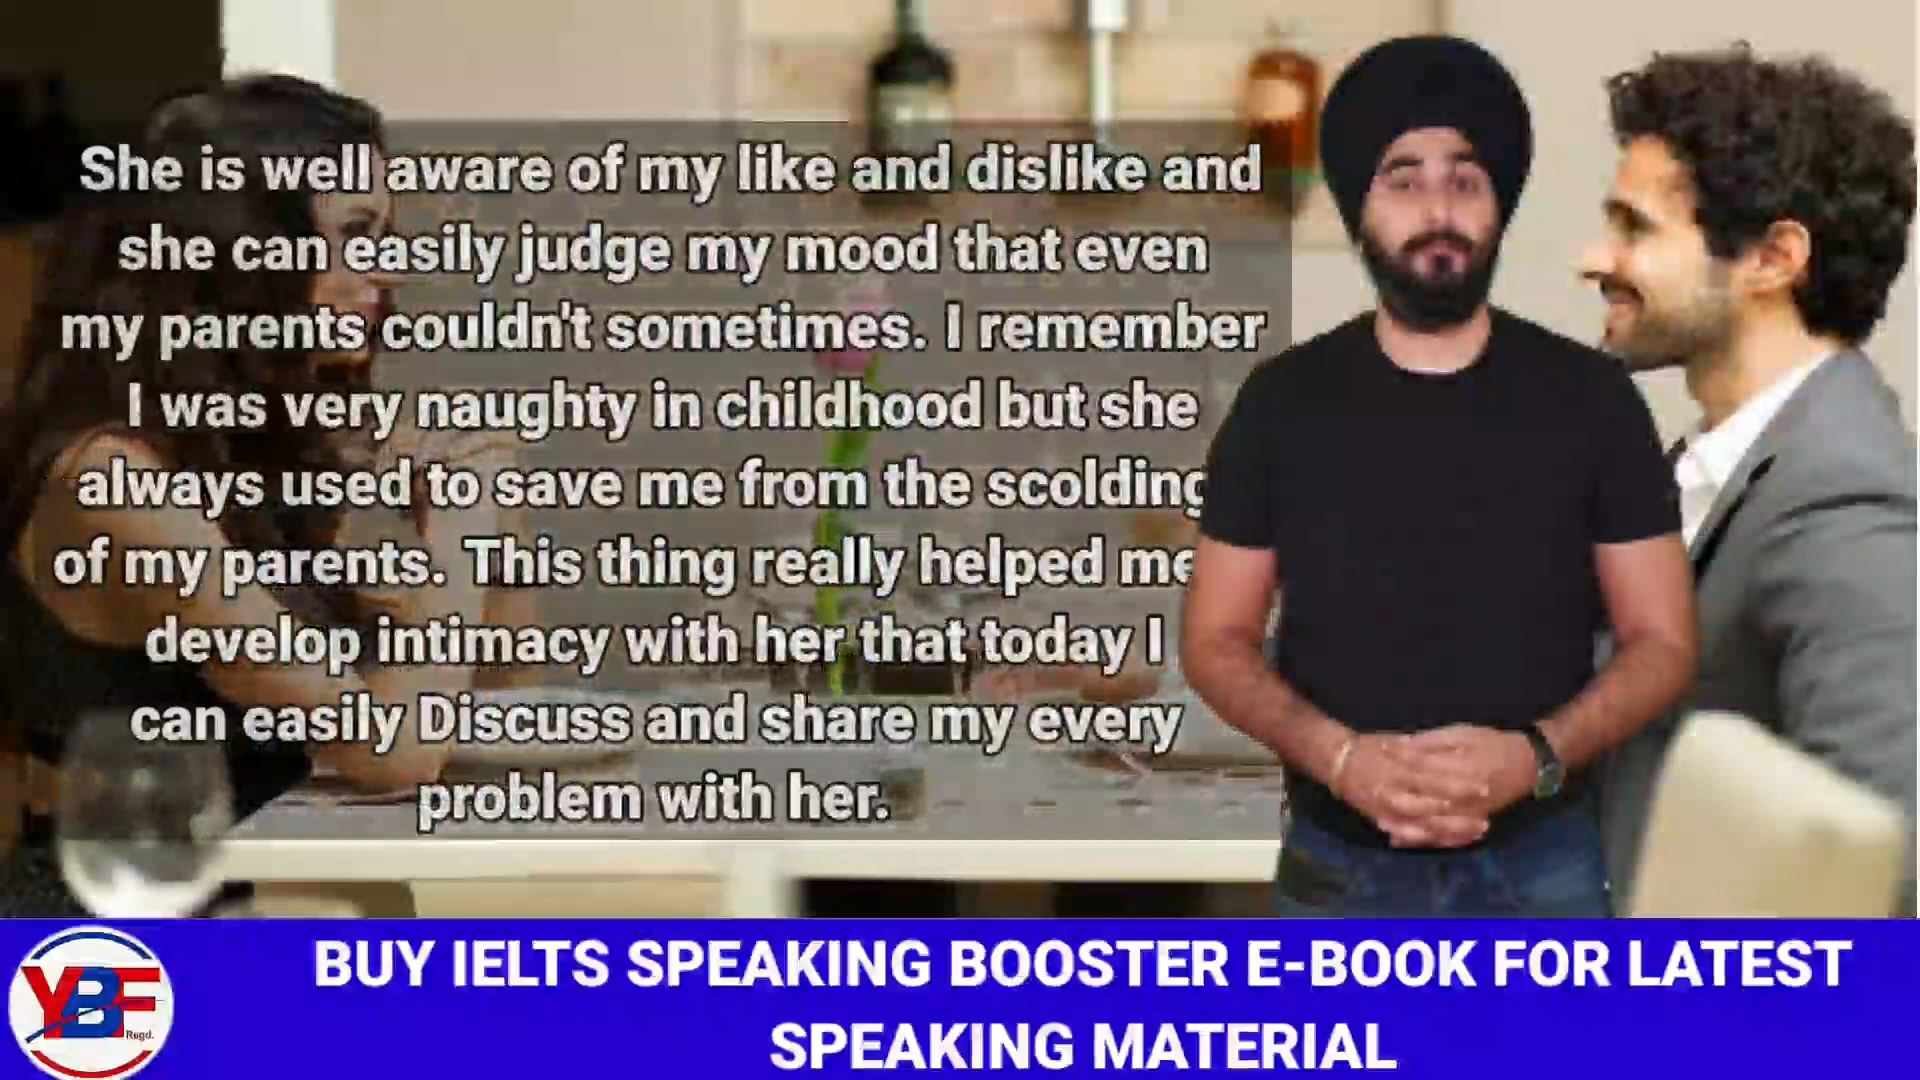 She is well aware of my like and dislike and
she can easily judge my mood that even
my parents couldn't sometimes. I remember
I was very naughty in childhood but she
always used to save me from the scolding
of my parents. This thing really helped me
develop intimacy with her that today I
can easily Discuss and share my every
problem with her.
YBF
Regd.
BUY IELTS SPEAKING BOOSTER E-BOOK FOR LATEST
SPEAKING MATERIAL